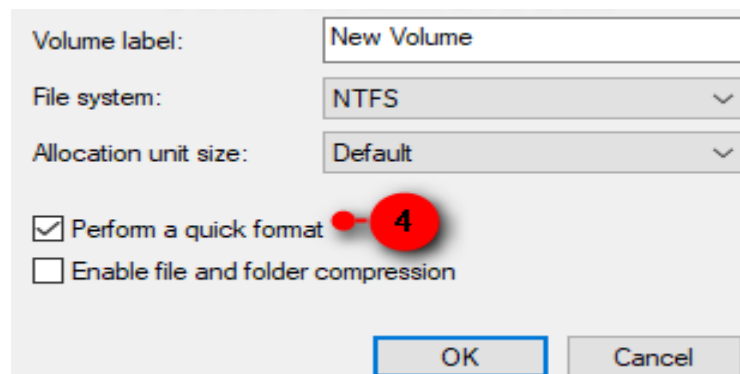 Volume label: New Volume
File system: NTFS
Allocation unit size: Default
Perform a quick format 4
Enable file and folder compression
OK Cancel